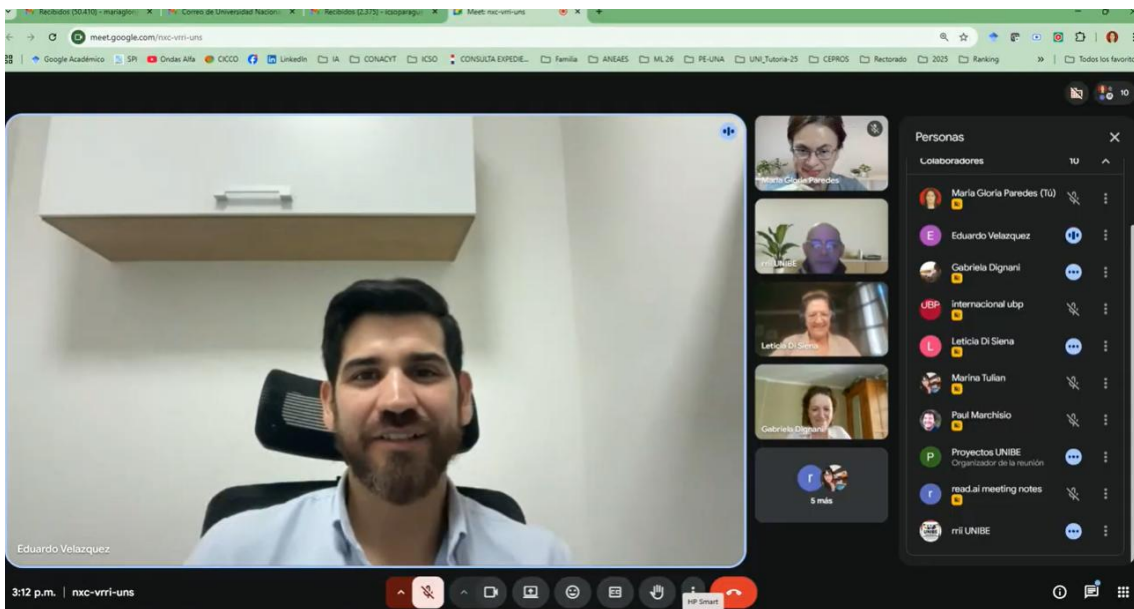 Recibidos (50.410) - mariaglori
Correo de Universidad Nacion
Recibidos (2.375) - icsoparagu
Meet: nxc-vrri-uns
meet.google.com/nxc-vrri-uns
Google Académico
SPI
Ondas Alfa
CICCO
LinkedIn
IA
CONACYT
ICSO
CONSULTA EXPEDIE...
Familia
ANEAES
ML 26
PE-UNA
UNI_Tutoria-25
CEPROS
Rectorado
2025
Ranking
Todos los favorito
10
Eduardo Velazquez
Maria Gloria Paredes
rrii UNIBE
Leticia Di Siena
Gabriela Dignani
r
5 más
Personas
Colaboradores 10
Maria Gloria Paredes (Tú)
E Eduardo Velazquez
Gabriela Dignani
UBP internacional ubp
L Leticia Di Siena
Marina Tulian
Paul Marchisio
P Proyectos UNIBE
Organizador de la reunión
r read.ai meeting notes
UNIBE rrii UNIBE
3:12 p.m. | nxc-vrri-uns
HP Smart